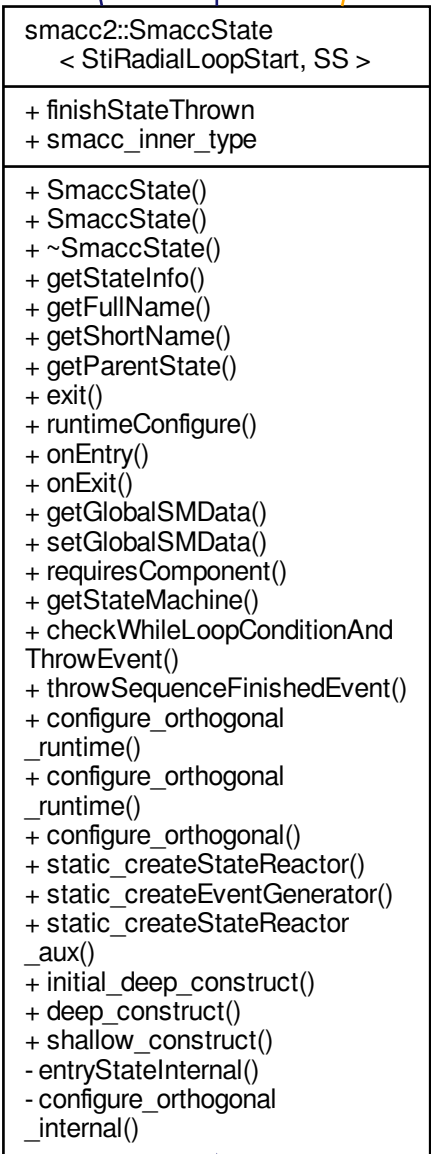 smacc2::SmaccState
< StiRadialLoopStart, SS >
+ finishStateThrown
+ smacc_inner_type
+ SmaccState()
+ SmaccState()
+ ~SmaccState()
+ getStateInfo()
+ getFullName()
+ getShortName()
+ getParentState()
+ exit()
+ runtimeConfigure()
+ onEntry()
+ onExit()
+ getGlobalSMData()
+ setGlobalSMData()
+ requiresComponent()
+ getStateMachine()
+ checkWhileLoopConditionAnd
ThrowEvent()
+ throwSequenceFinishedEvent()
+ configure_orthogonal
_runtime()
+ configure_orthogonal
_runtime()
+ configure_orthogonal()
+ static_createStateReactor()
+ static_createEventGenerator()
+ static_createStateReactor
_aux()
+ initial_deep_construct()
+ deep_construct()
+ shallow_construct()
- entryStateInternal()
- configure_orthogonal
_internal()